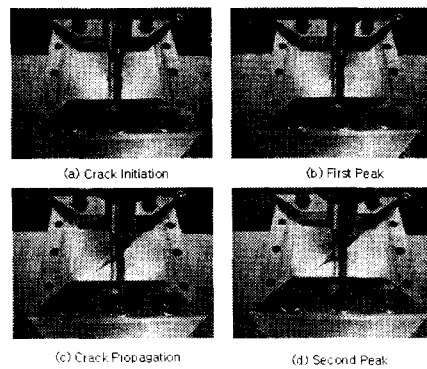 (a) Crack Initiation
(b) First Peak
(c) Crack Propagation
(d) Second Peak